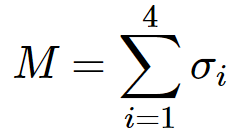 $M = \sum_{i=1}^{4} \sigma_i$